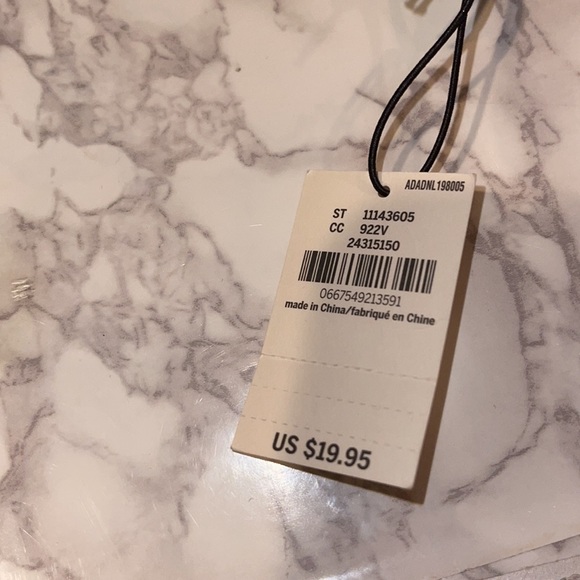 ADADNL198005
ST 11143605
CC 922V
24315150
0667549213591
made in China/fabriqué en Chine
US $19.95